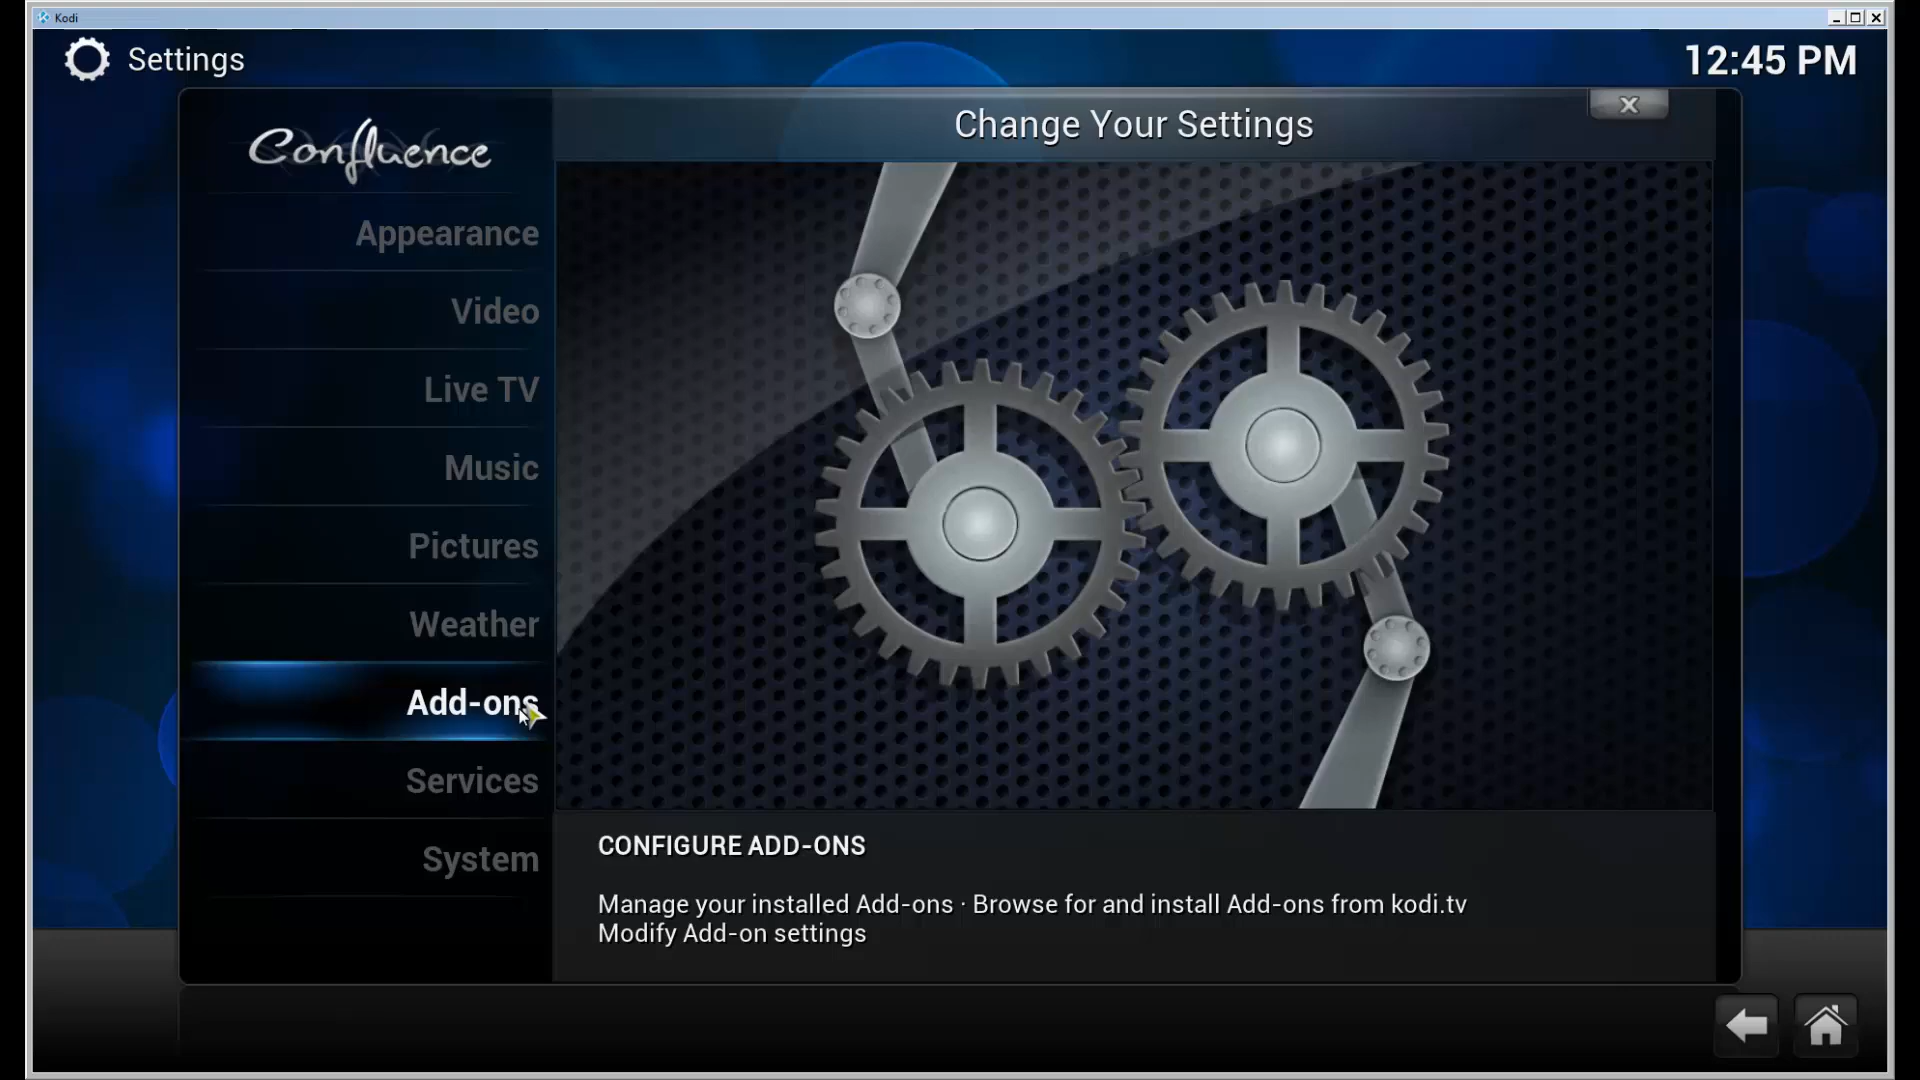 Kodi
Settings
12:45 PM
Confluence
Change Your Settings
X
Appearance
Video
Live TV
Music
Pictures
Weather
Add-ons
Services
System
CONFIGURE ADD-ONS
Manage your installed Add-ons · Browse for and install Add-ons from kodi.tv
Modify Add-on settings